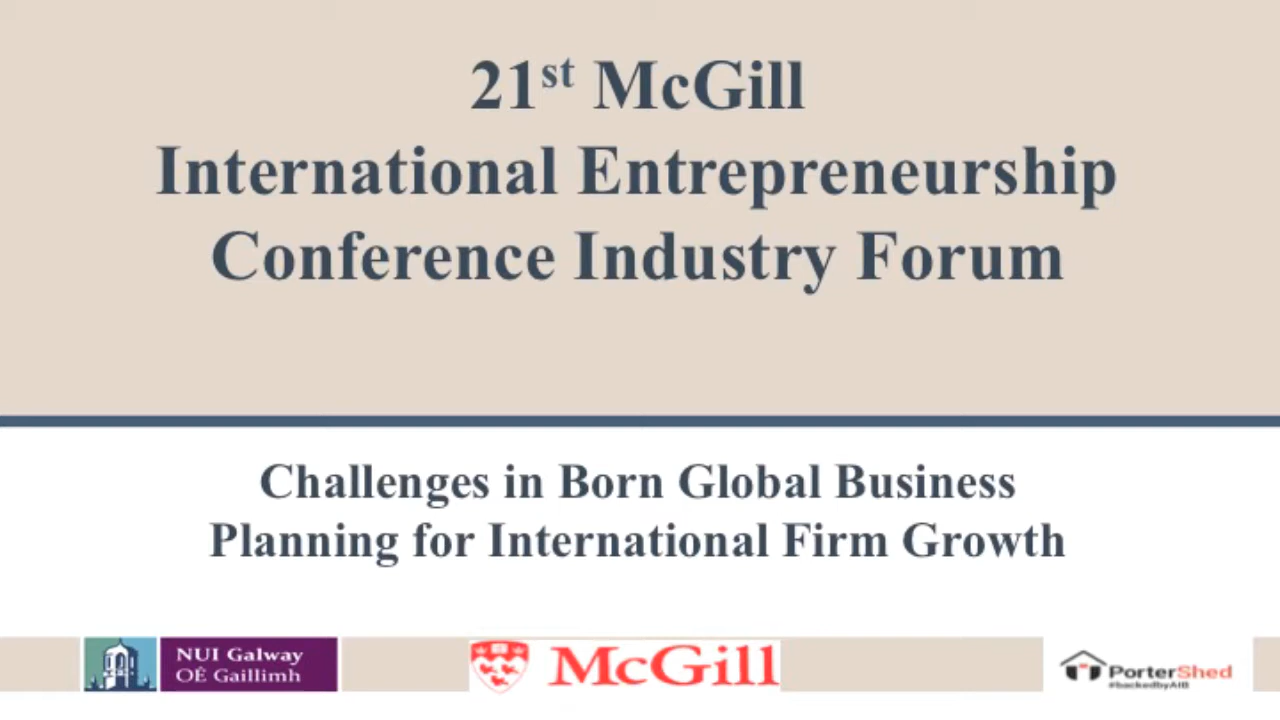 21st McGill
International Entrepreneurship
Conference Industry Forum
Challenges in Born Global Business
Planning for International Firm Growth
NUI Galway
OÉ Gaillimh
McGill
PorterShed
#backedbyAIB